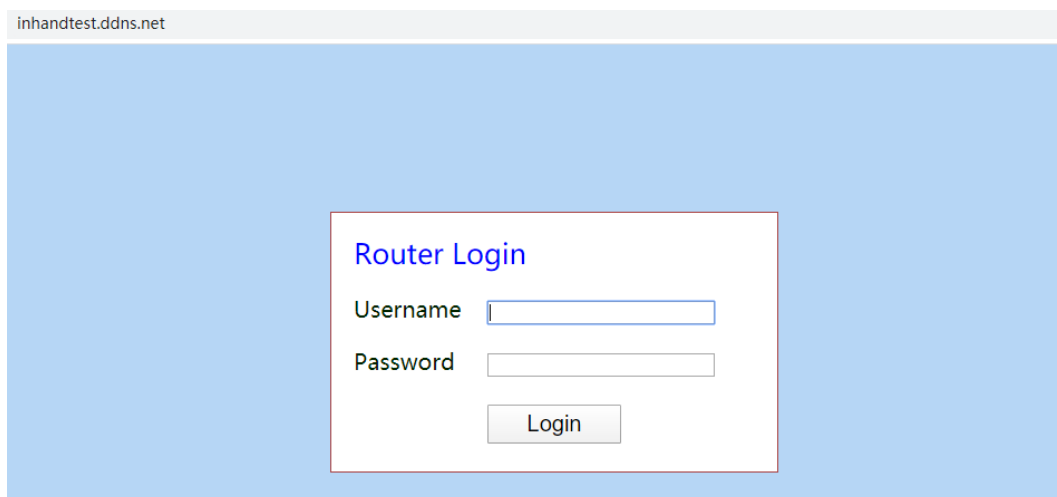 inhandtest.ddns.net
Router Login
Username
Password
Login